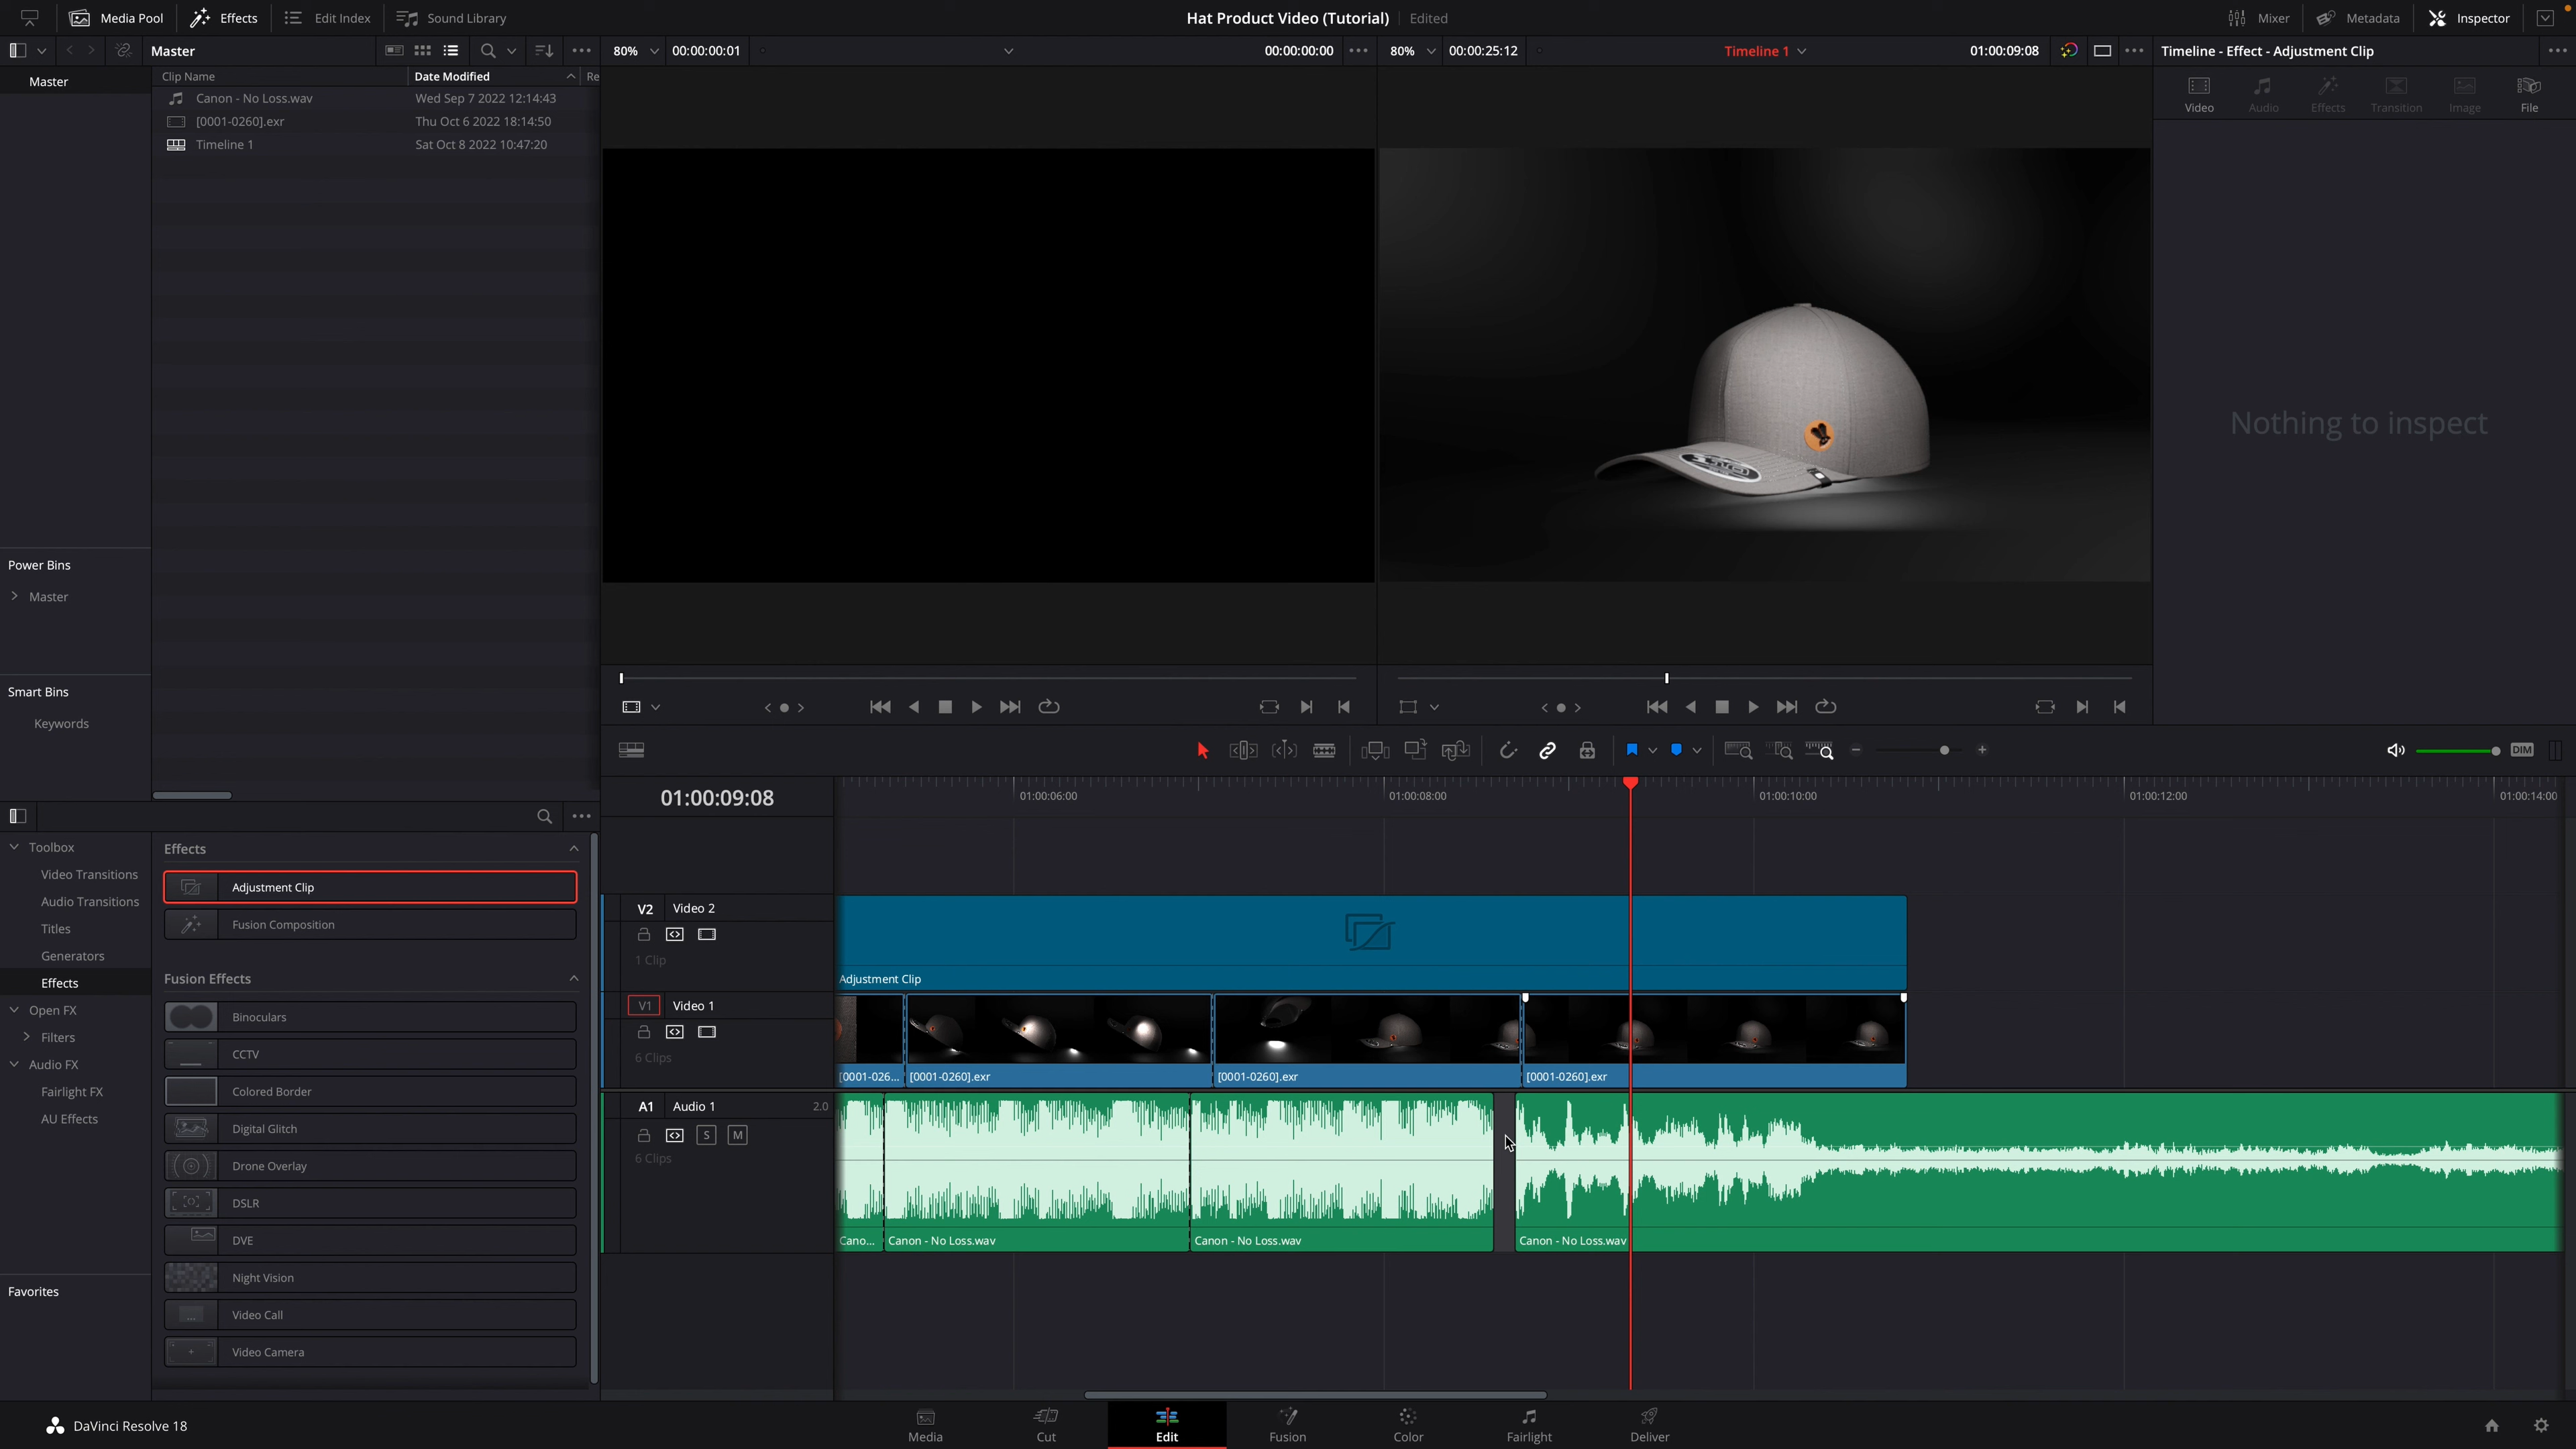 Media Pool Effects Edit Index Sound Library Hat Product Video (Tutorial) Edited Mixer Metadata Inspector
Master 80% 00:00:00:01 00:00:00:00 80% 00:00:25:12 Timeline 1 01:00:09:08 Timeline - Effect - Adjustment Clip
Master
Clip Name Date Modified Re
Canon - No Loss.wav Wed Sep 7 2022 12:14:43
[0001-0260].exr Thu Oct 6 2022 18:14:50
Timeline 1 Sat Oct 8 2022 10:47:20
Video Audio Effects Transition Image File
Nothing to inspect
Power Bins
Master
Smart Bins
Keywords
DIM
01:00:09:08
01:00:06:00 01:00:08:00 01:00:10:00 01:00:12:00 01:00:14:00
Toolbox
Video Transitions
Audio Transitions
Titles
Generators
Effects
Open FX
Filters
Audio FX
Fairlight FX
AU Effects
Favorites
Effects
Adjustment Clip
Fusion Composition
Fusion Effects
Binoculars
CCTV
Colored Border
Digital Glitch
Drone Overlay
DSLR
DVE
Night Vision
Video Call
Video Camera
V2 Video 2
1 Clip
Adjustment Clip
V1 Video 1
6 Clips
[0001-026... [0001-0260].exr [0001-0260].exr [0001-0260].exr
A1 Audio 1 2.0
S M
6 Clips
Cano... Canon - No Loss.wav Canon - No Loss.wav Canon - No Loss.wav
DaVinci Resolve 18
Media Cut Edit Fusion Color Fairlight Deliver